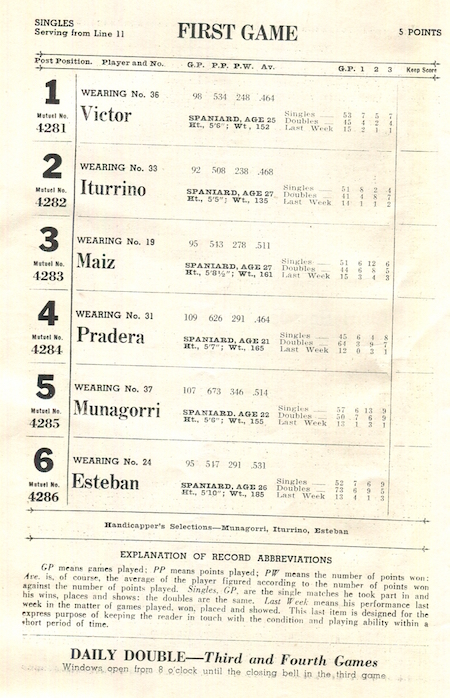 SINGLES
Serving from Line 11
FIRST GAME
5 POINTS
Post Position. Player and No. G.P. P.P. P.W. Av. G.P. 1 2 3 Keep Score
1 WEARING No. 36 98 534 248 .464
Mutuel No. Victor SPANIARD, AGE 25 Singles 53 7 5 7
4281 Ht., 5'6"; Wt., 152 Doubles 45 4 2 4
Last Week 15 2 1 1
2 WEARING No. 33 92 508 238 .468
Mutuel No. Iturrino SPANIARD, AGE 27 Singles 51 8 2 4
4282 Ht., 5'5"; Wt., 135 Doubles 41 4 8 7
Last Week 14 1 1 2
3 WEARING No. 19 95 543 278 .511
Mutuel No. Maiz SPANIARD, AGE 27 Singles 51 6 12 6
4283 Ht., 5'8½"; Wt., 161 Doubles 44 6 8 5
Last Week 15 3 4 3
4 WEARING No. 31 109 626 291 .464
Mutuel No. Pradera SPANIARD, AGE 21 Singles 45 6 4 8
4284 Ht., 5'7"; Wt., 165 Doubles 64 3 9 7
Last Week 12 0 3 1
5 WEARING No. 37 107 673 346 .514
Mutuel No. Munagorri SPANIARD, AGE 22 Singles 57 6 13 9
4285 Ht., 5'6"; Wt., 155 Doubles 50 7 6 9
Last Week 13 1 3 1
6 WEARING No. 24 95 547 291 .531
Mutuel No. Esteban SPANIARD, AGE 26 Singles 52 7 6 9
4286 Ht., 5'10"; Wt., 185 Doubles 73 6 9 5
Last Week 13 4 1 3
Handicapper's Selections—Munagorri, Iturrino, Esteban
EXPLANATION OF RECORD ABBREVIATIONS
GP means games played; PP means points played; PW means the number of points won:
Ave. is, of course, the average of the player figured according to the number of points won
against the number of points played. Singles, GP, are the single matches he took part in and
his wins, places and shows: the doubles are the same. Last Week means his performance last
week in the matter of games played, won, placed and showed. This last item is designed for the
express purpose of keeping the reader in touch with the condition and playing ability within a
short period of time.
DAILY DOUBLE—Third and Fourth Games
Windows open from 8 o'clock until the closing bell in the third game